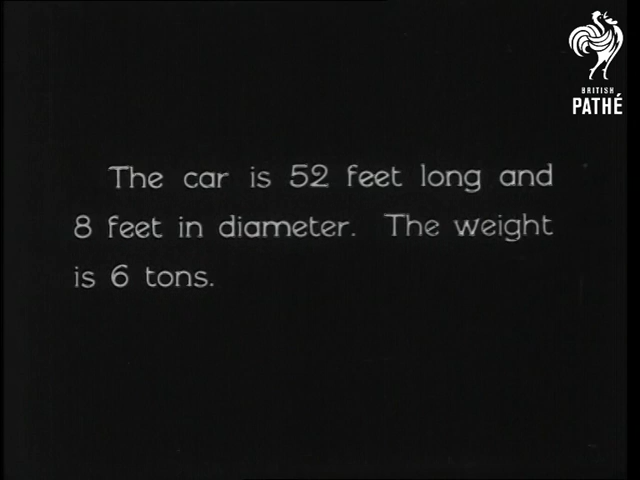 BRITISH
PATHÉ
The car is 52 feet long and
8 feet in diameter. The weight
is 6 tons.